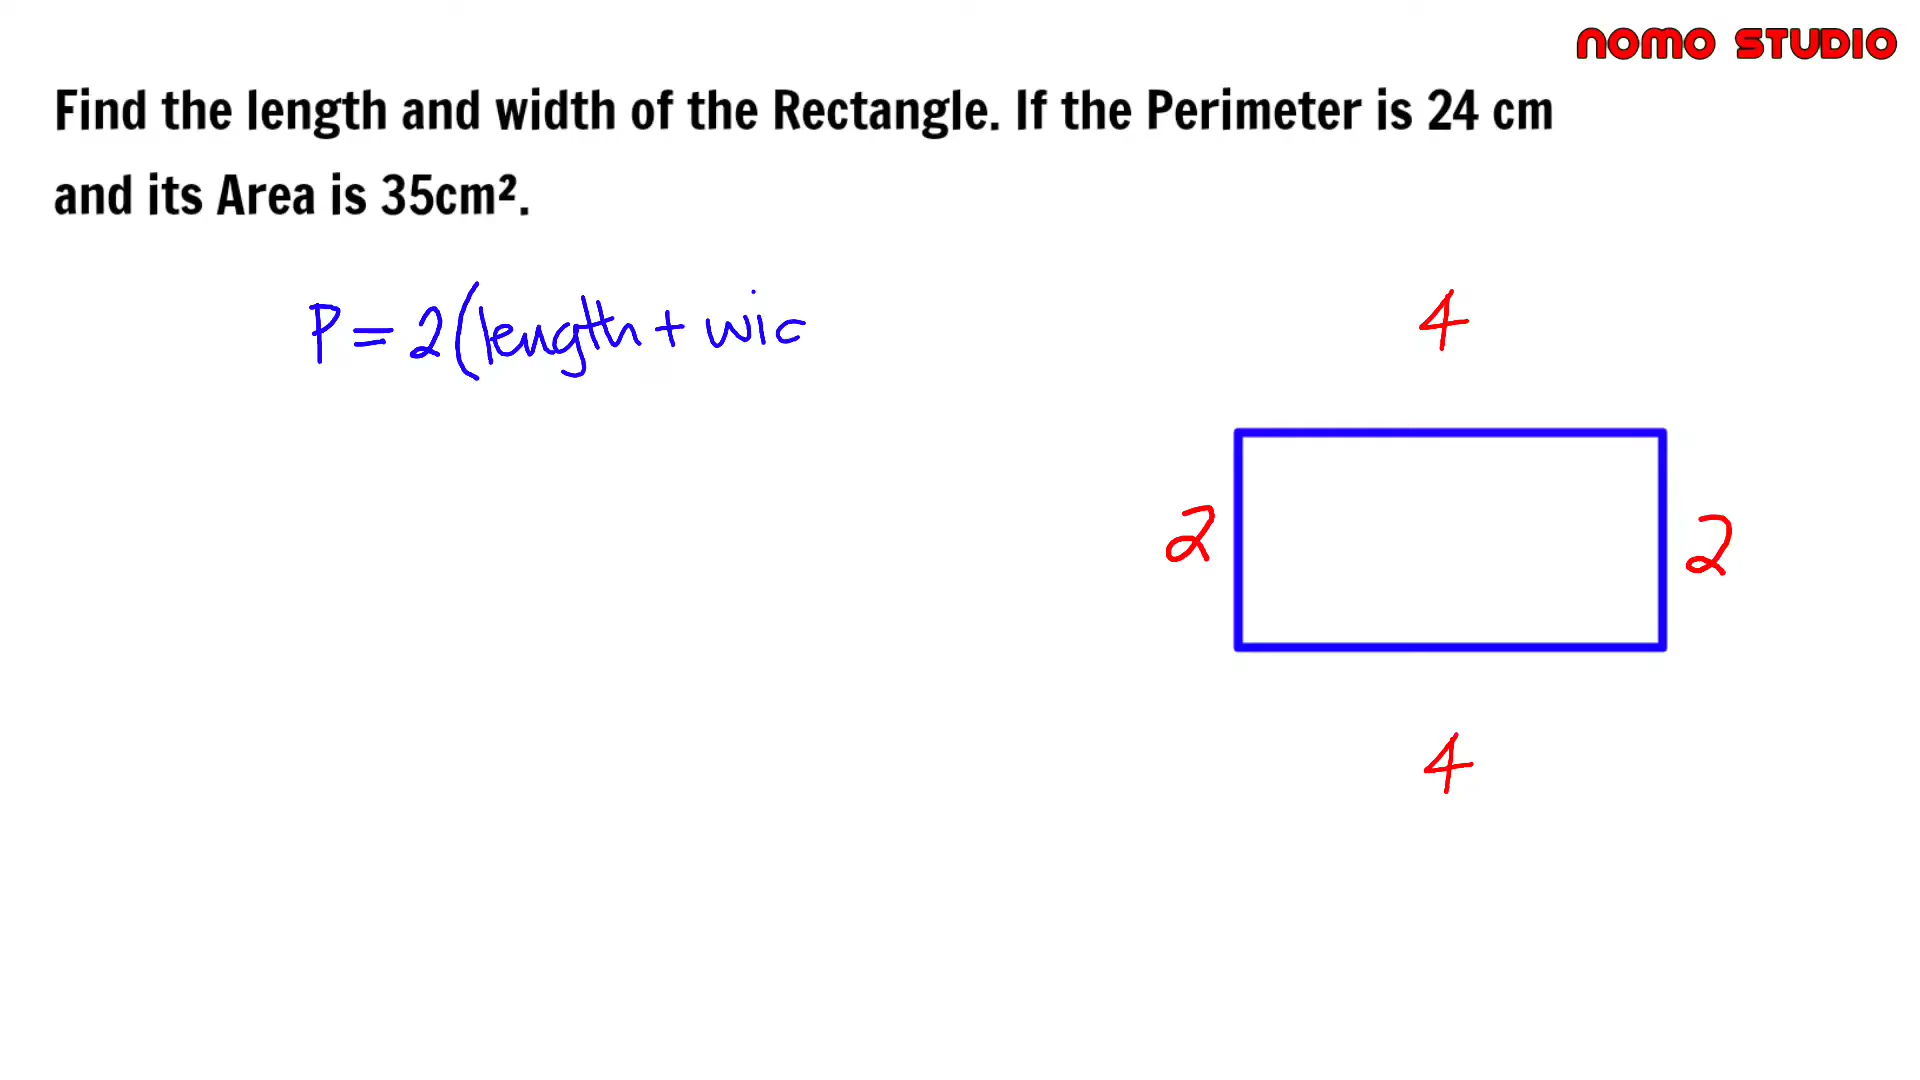 NOMO STUDIO
Find the length and width of the Rectangle. If the Perimeter is 24 cm
and its Area is 35cm².
P = 2(length + wic
4
2
2
4